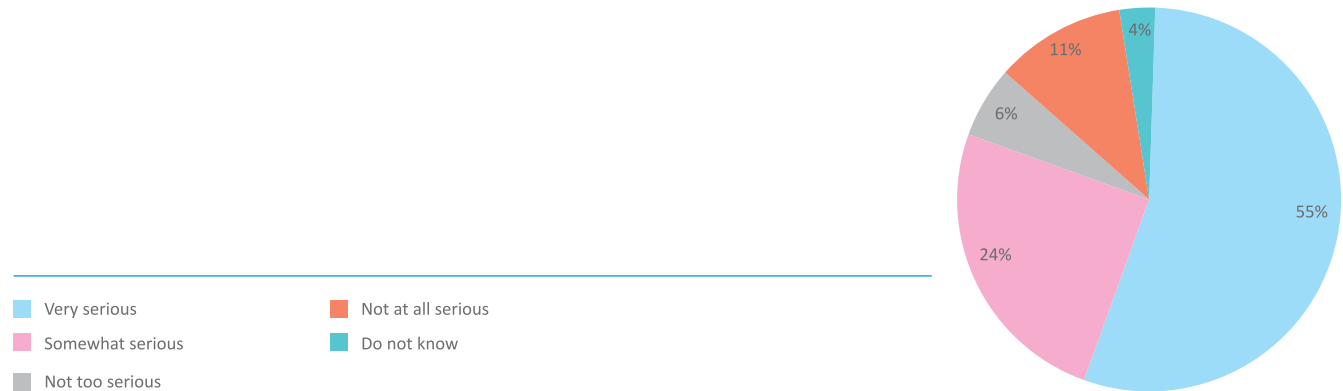 4%
11%
6%
55%
24%
Very serious
Not at all serious
Somewhat serious
Do not know
Not too serious